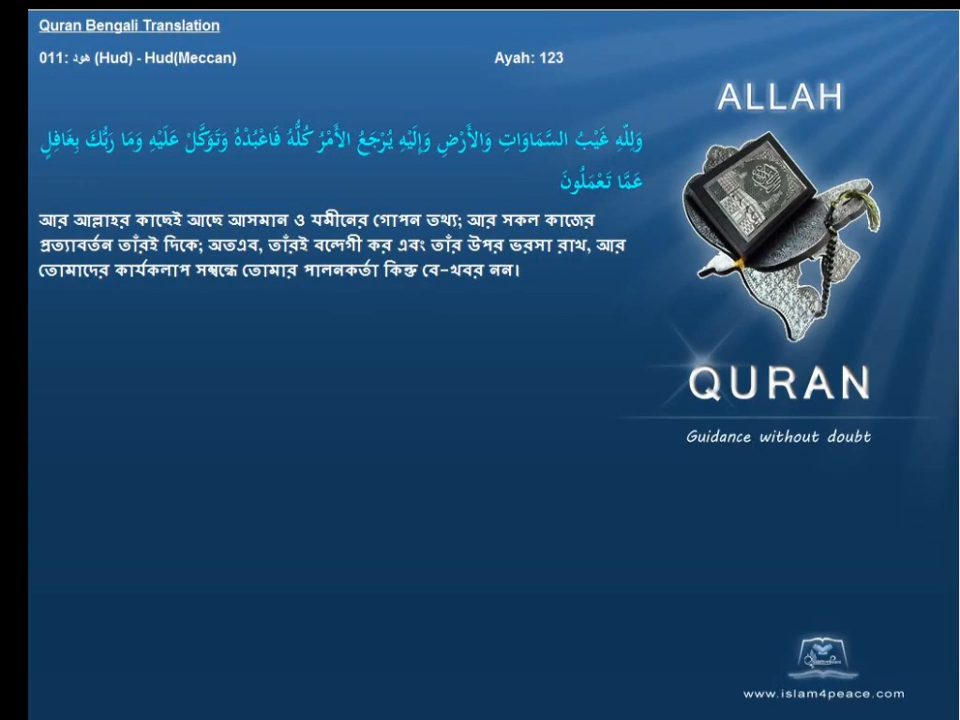 Quran Bengali Translation
011: هود (Hud) - Hud(Meccan) Ayah: 123
وَلِلّهِ غَيْبُ السَّمَاوَاتِ وَالأَرْضِ وَإِلَيْهِ يُرْجَعُ الأَمْرُ كُلُّهُ فَاعْبُدْهُ وَتَوَكَّلْ عَلَيْهِ وَمَا رَبُّكَ بِغَافِلٍ
عَمَّا تَعْمَلُونَ
আর আল্লাহর কাছেই আছে আসমান ও যমীনের গোপন তথ্য; আর সকল কাজের
প্রত্যাবর্তন তাঁরই দিকে; অতএব, তাঁরই বন্দেগী কর এবং তাঁর উপর ভরসা রাখ, আর
তোমাদের কার্যকলাপ সম্বন্ধে তোমার পালনকর্তা কিন্তু বে-খবর নন।
ALLAH
QURAN
Guidance without doubt
www.islam4peace.com